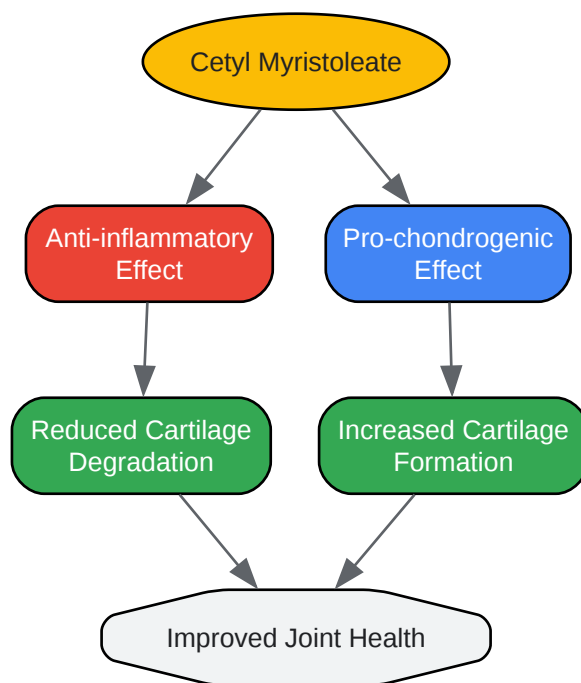 Cetyl Myristoleate
Anti-inflammatory
Effect
Pro-chondrogenic
Effect
Reduced Cartilage
Degradation
Increased Cartilage
Formation
Improved Joint Health